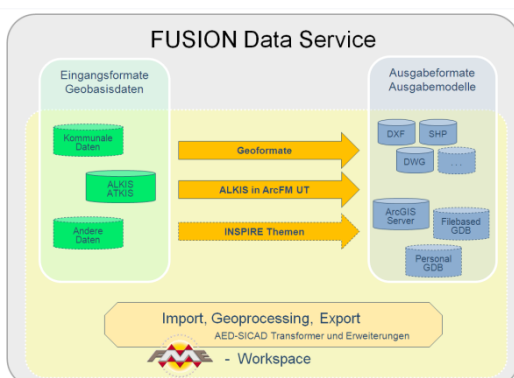 FUSION Data Service
Eingangsformate
Geobasisdaten
Kommunale
Daten
ALKIS
ATKIS
Andere
Daten
Geoformate
ALKIS in ArcFM UT
INSPIRE Themen
Ausgabeformate
Ausgabemodelle
DXF
SHP
DWG
...
ArcGIS
Server
Filebased
GDB
Personal
GDB
Import, Geoprocessing, Export
AED-SICAD Transformer und Erweiterungen
FME - Workspace